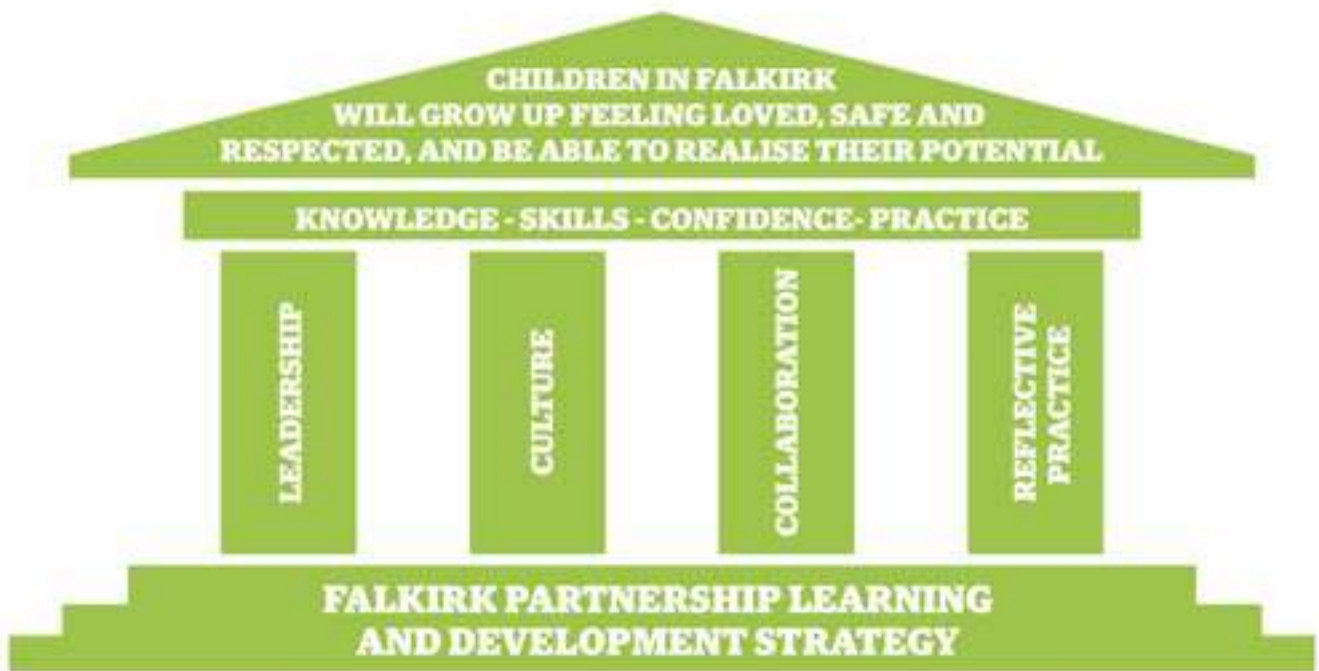 CHILDREN IN FALKIRK
WILL GROW UP FEELING LOVED, SAFE AND
RESPECTED, AND BE ABLE TO REALISE THEIR POTENTIAL
KNOWLEDGE - SKILLS - CONFIDENCE- PRACTICE
LEADERSHIP
CULTURE
COLLABORATION
REFLECTIVE
PRACTICE
FALKIRK PARTNERSHIP LEARNING
AND DEVELOPMENT STRATEGY